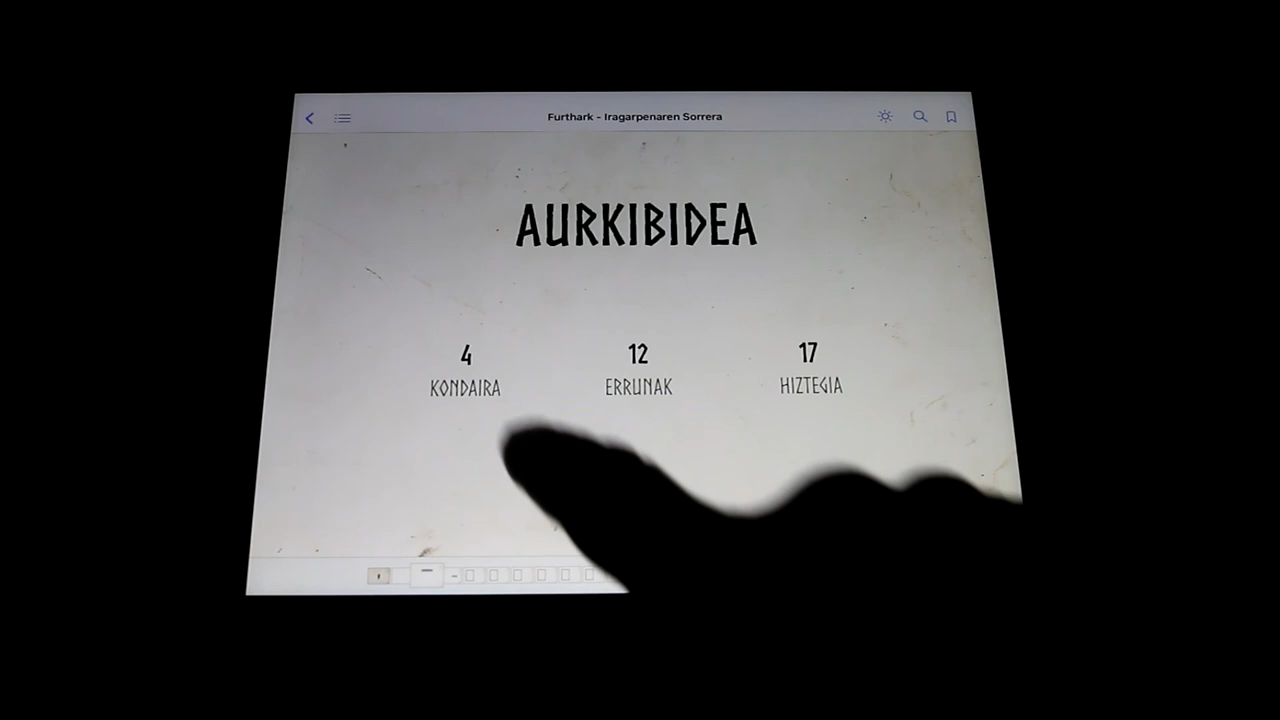 Furthark - Iragarpenaren Sorrera
AURKIBIDEA
4
KONDAIRA
12
ERRUNAK
17
HIZTEGIA